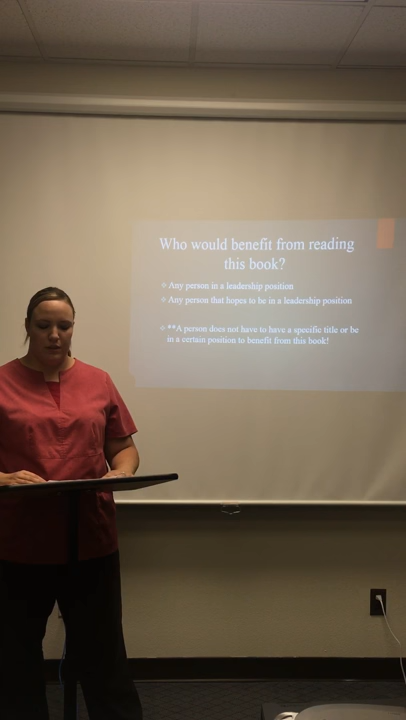 Who would benefit from reading
this book?
Any person in a leadership position
Any person that hopes to be in a leadership position
**A person does not have to have a specific title or be
in a certain position to benefit from this book!